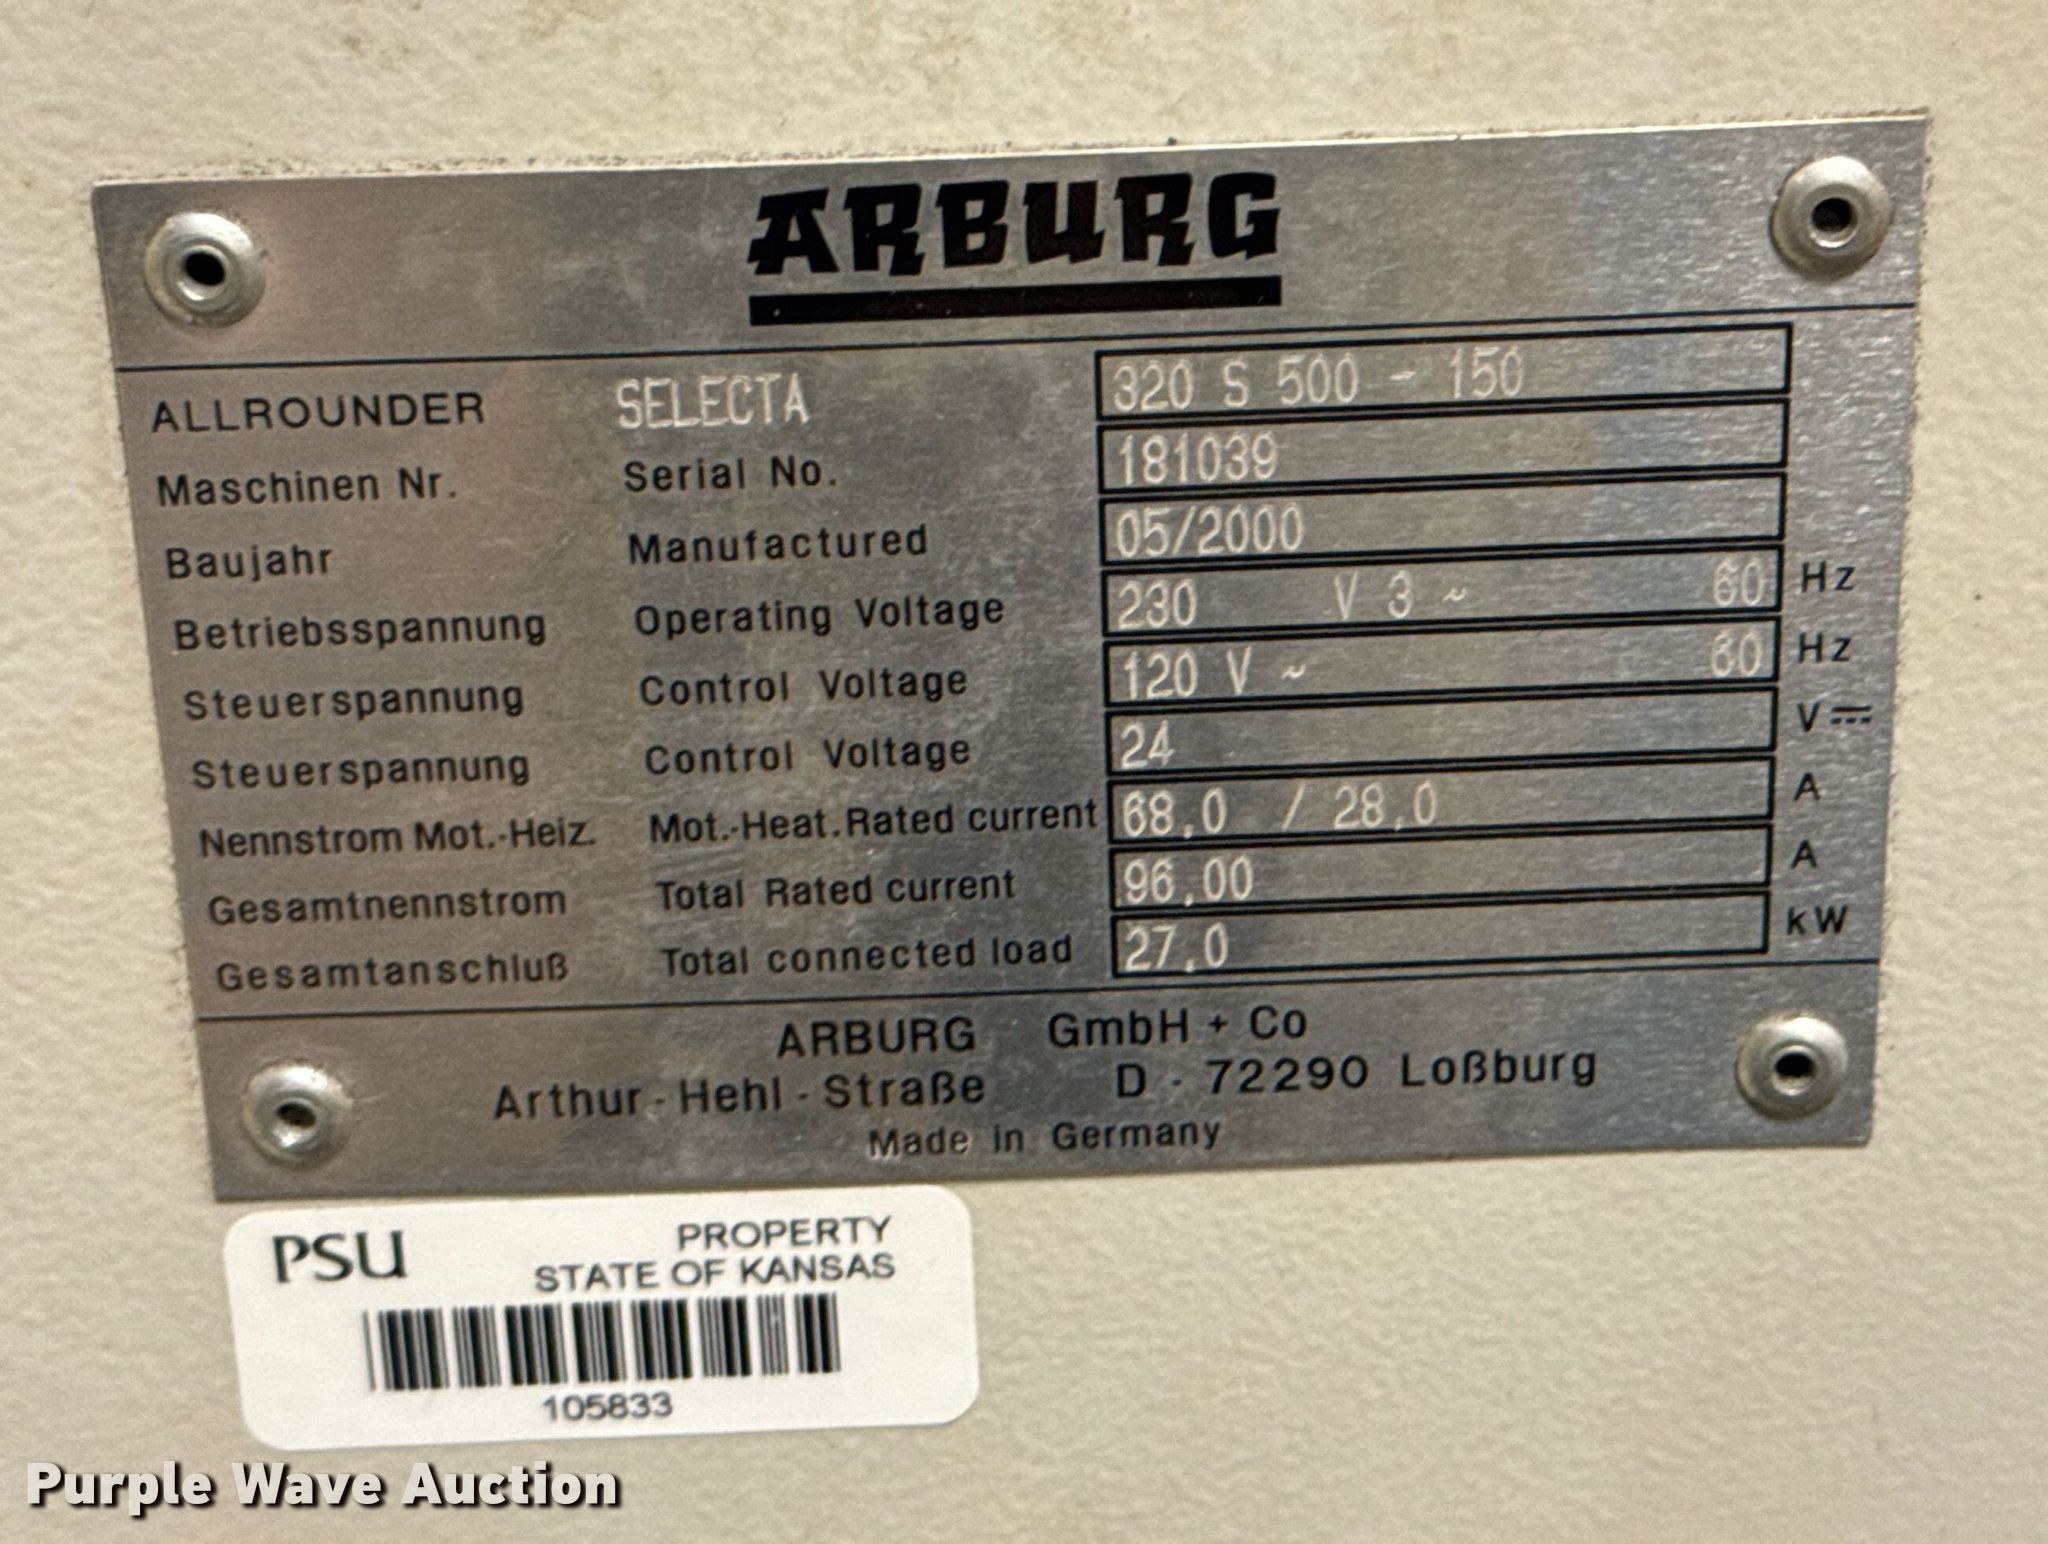 ARBURG
ALLROUNDER SELECTA 320 S 500 - 150
Maschinen Nr. Serial No. 181039
Baujahr Manufactured 05/2000
Betriebsspannung Operating Voltage 230 V 3 ~ 60 Hz
Steuerspannung Control Voltage 120 V ~ 60 Hz
Steuerspannung Control Voltage 24 V ⎓
Nennstrom Mot.-Heiz. Mot.-Heat. Rated current 68,0 / 28,0 A
Gesamtnennstrom Total Rated current 96,00 A
Gesamtanschluß Total connected load 27,0 kW
ARBURG GmbH + Co
Arthur - Hehl - Straße D - 72290 Loßburg
Made in Germany
PSU PROPERTY
STATE OF KANSAS
105833
Purple Wave Auction